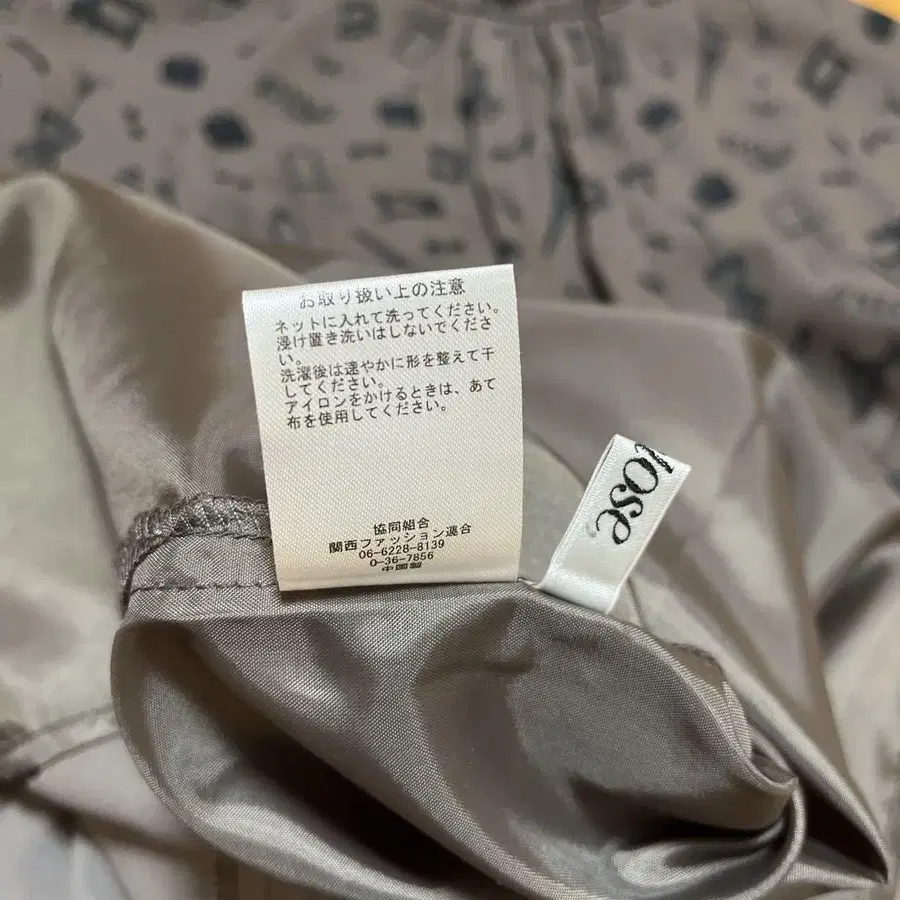 お取り扱い上の注意
ネットに入れて洗ってください。
浸け置き洗いはしないでくださ
い。
洗濯後は速やかに形を整えて干
してください。
アイロンをかけるときは、あて
布を使用してください。
協同組合
関西ファッション連合
06-6228-8139
0-36-7856
中国製